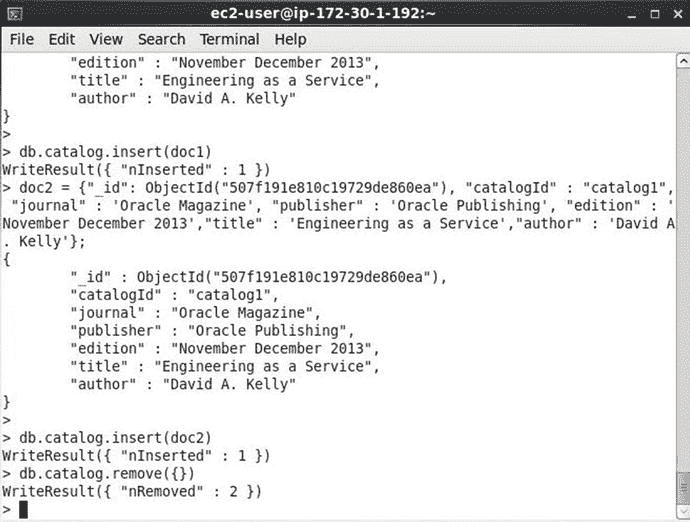 ec2-user@ip-172-30-1-192:~
File Edit View Search Terminal Help
"edition" : "November December 2013",
"title" : "Engineering as a Service",
"author" : "David A. Kelly"
}
>
> db.catalog.insert(doc1)
WriteResult({ "nInserted" : 1 })
> doc2 = {"_id": ObjectId("507f191e810c19729de860ea"), "catalogId" : "catalog1",
"journal" : 'Oracle Magazine', "publisher" : 'Oracle Publishing', "edition" : '
November December 2013',"title" : 'Engineering as a Service',"author" : 'David A
. Kelly'};
{
"_id" : ObjectId("507f191e810c19729de860ea"),
"catalogId" : "catalog1",
"journal" : "Oracle Magazine",
"publisher" : "Oracle Publishing",
"edition" : "November December 2013",
"title" : "Engineering as a Service",
"author" : "David A. Kelly"
}
>
> db.catalog.insert(doc2)
WriteResult({ "nInserted" : 1 })
> db.catalog.remove({})
WriteResult({ "nRemoved" : 2 })
>